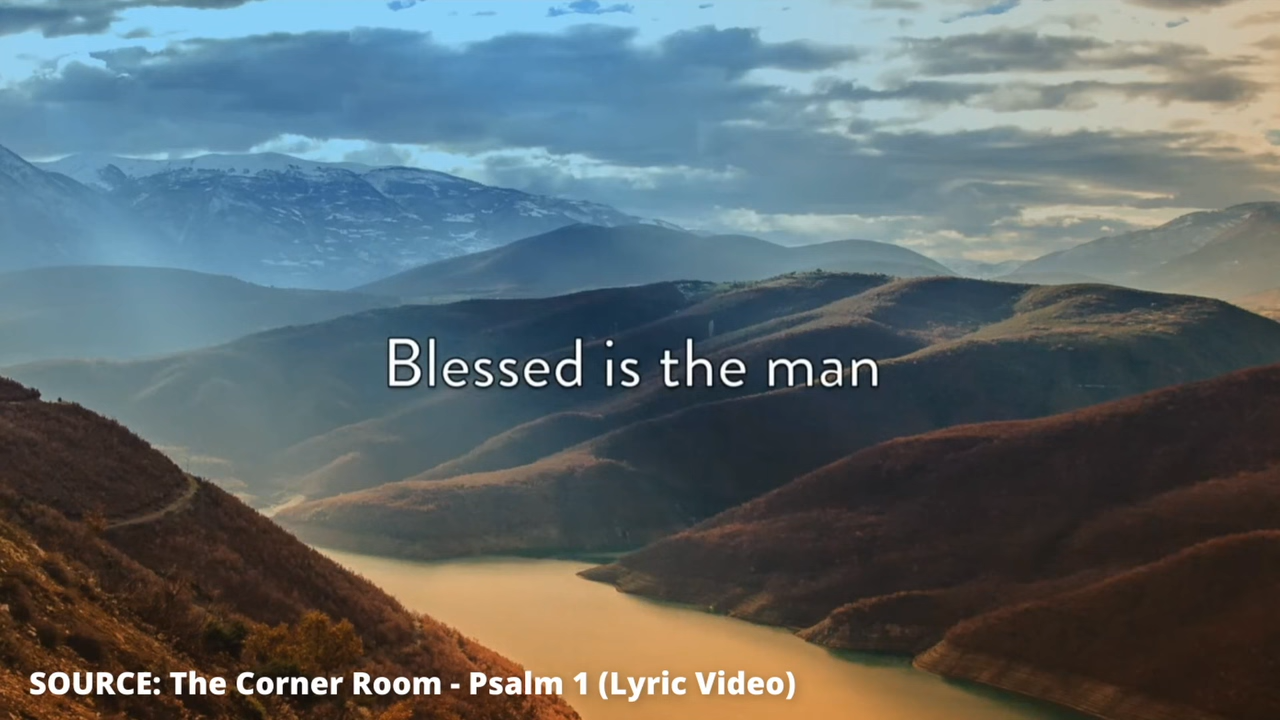 Blessed is the man
SOURCE: The Corner Room - Psalm 1 (Lyric Video)